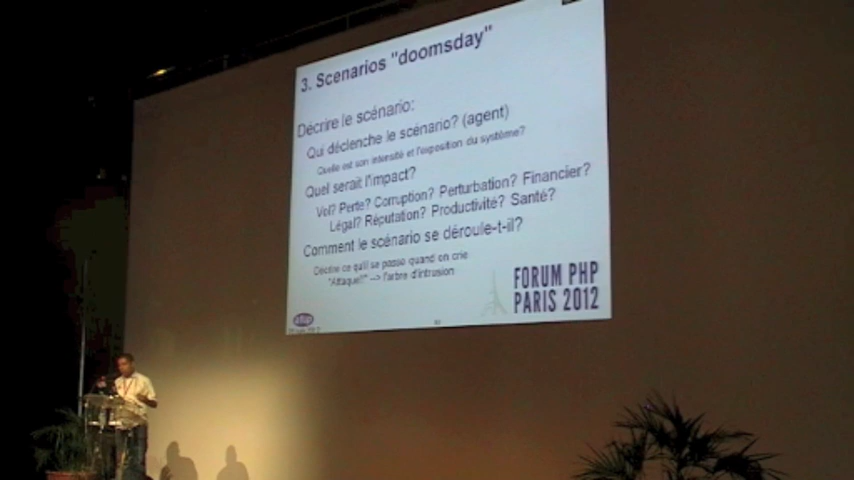 3. Scenarios "doomsday"
Décrire le scénario:
Qui déclenche le scénario? (agent)
Quelle est son intensité et l'exposition du système?
Quel serait l'impact?
Vol? Perte? Corruption? Perturbation? Financier?
Légal? Réputation? Productivité? Santé?
Comment le scénario se déroule-t-il?
Décrire ce qu'il se passe quand on crie
"Attaque!" --> l'arbre d'intrusion
FORUM PHP
PARIS 2012
afup